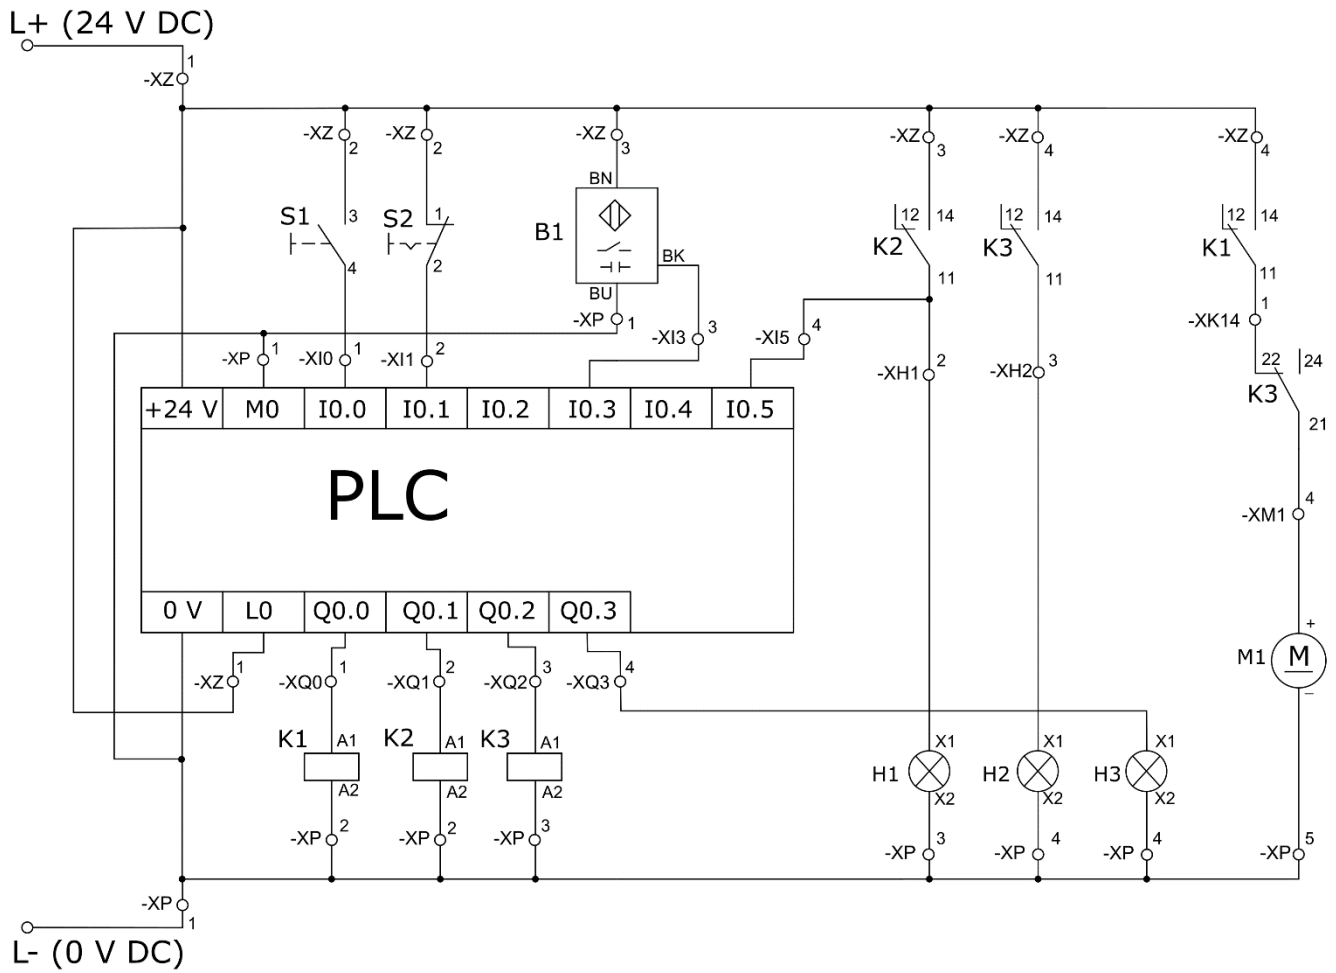 L+ (24 V DC)
1
-XZ
-XZ
2
-XZ
2
-XZ
3
-XZ
3
-XZ
4
-XZ
4
BN
S1
3
4
S2
1
2
B1
BK
BU
K2
12
14
11
K3
12
14
11
K1
12
14
11
-XP
1
-XI0
1
-XI1
2
-XP
1
-XI3
3
-XI5
4
-XH1
2
-XH2
3
-XK14
1
22
24
K3
21
+24 V M0 I0.0 I0.1 I0.2 I0.3 I0.4 I0.5
PLC
-XM1
4
0 V L0 Q0.0 Q0.1 Q0.2 Q0.3
-XZ
1
-XQ0
1
-XQ1
2
-XQ2
3
-XQ3
4
M1
M
+
–
K1
A1
A2
K2
A1
A2
K3
A1
A2
H1
X1
X2
H2
X1
X2
H3
X1
X2
-XP
2
-XP
2
-XP
3
-XP
3
-XP
4
-XP
4
-XP
5
-XP
1
L- (0 V DC)